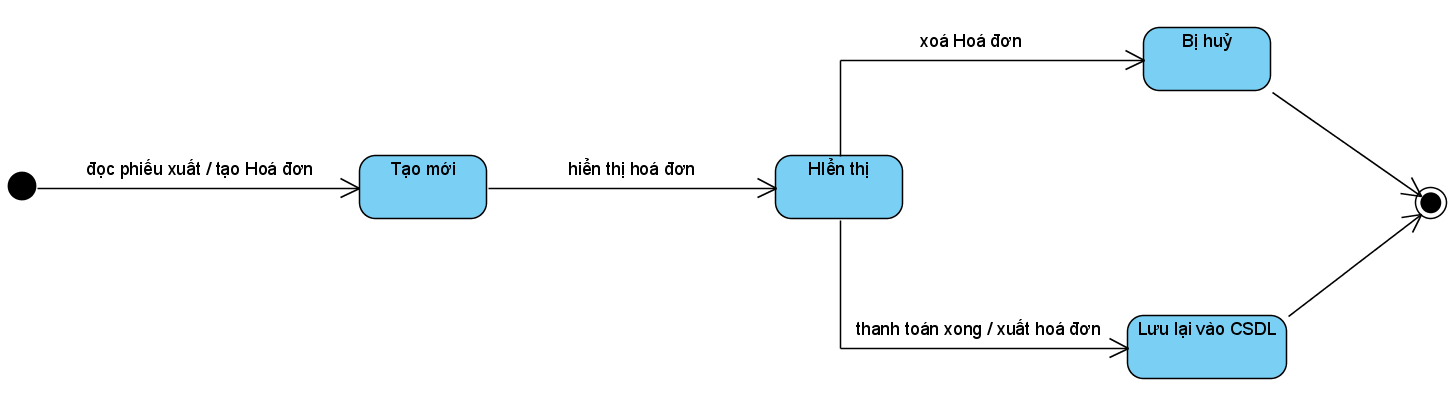 xoá Hoá đơn
Bị huỷ
đọc phiếu xuất / tạo Hoá đơn
Tạo mới
hiển thị hoá đơn
HIển thị
thanh toán xong / xuất hoá đơn
Lưu lại vào CSDL